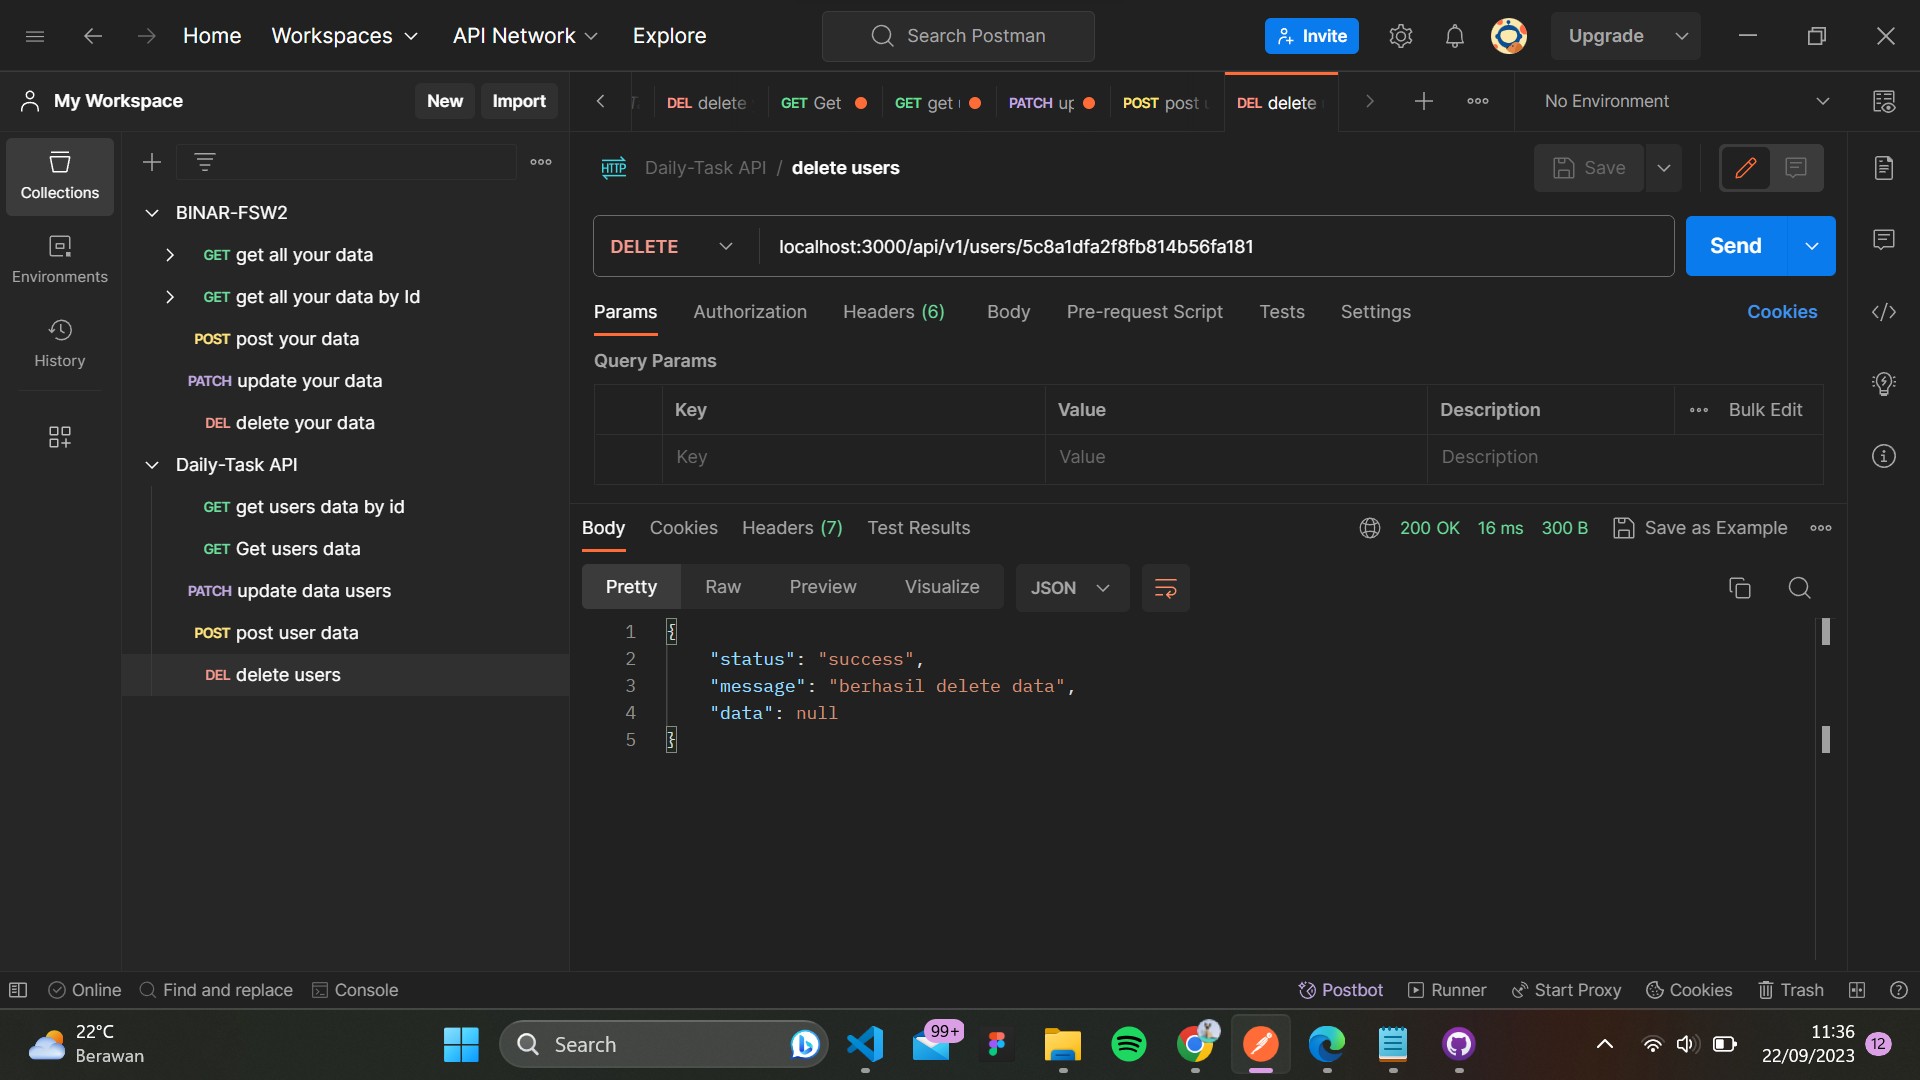 Home Workspaces API Network Explore Search Postman Invite Upgrade
My Workspace New Import DEL delete GET Get GET get PATCH up POST post DEL delete No Environment
Collections
Environments
History
BINAR-FSW2
GET get all your data
GET get all your data by Id
POST post your data
PATCH update your data
DEL delete your data
Daily-Task API
GET get users data by id
GET Get users data
PATCH update data users
POST post user data
DEL delete users
HTTP Daily-Task API / delete users Save
DELETE localhost:3000/api/v1/users/5c8a1dfa2f8fb814b56fa181 Send
Params Authorization Headers (6) Body Pre-request Script Tests Settings Cookies
Query Params
Key Value Description Bulk Edit
Key Value Description
Body Cookies Headers (7) Test Results 200 OK 16 ms 300 B Save as Example
Pretty Raw Preview Visualize JSON
1 {
2 "status": "success",
3 "message": "berhasil delete data",
4 "data": null
5 }
Online Find and replace Console Postbot Runner Start Proxy Cookies Trash
22°C
Berawan
Search
99+
11:36
22/09/2023
12